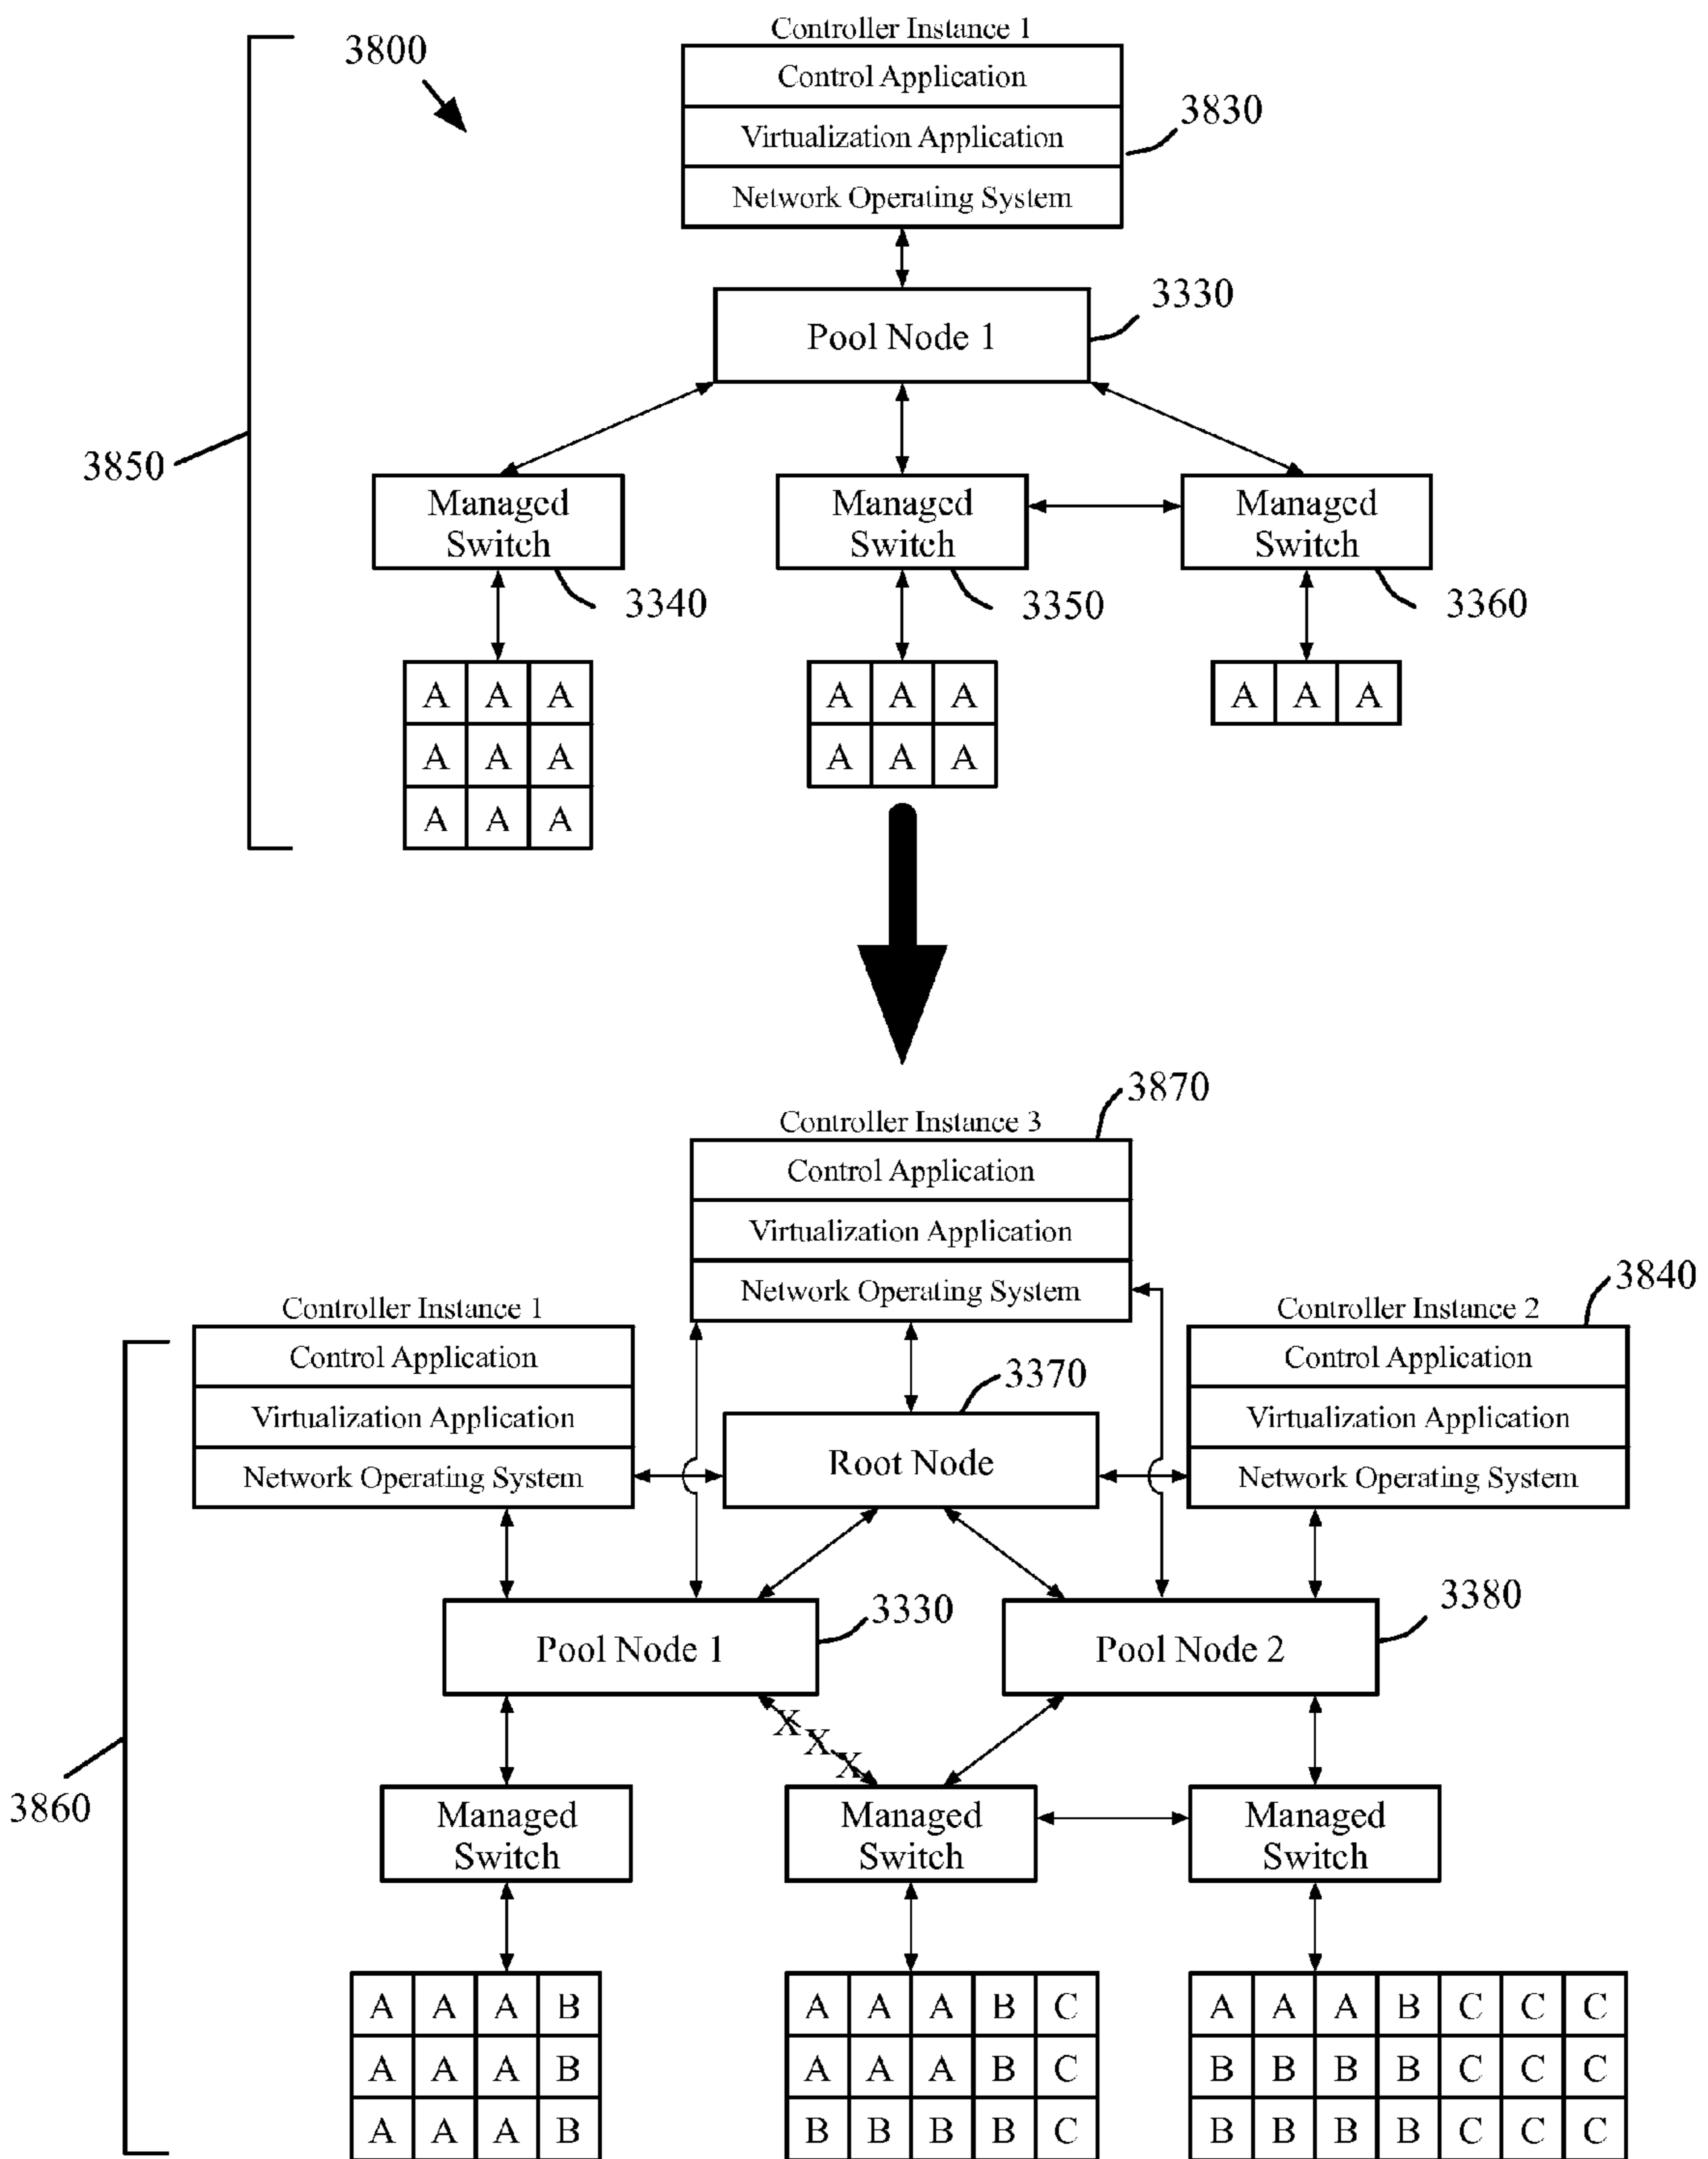 Controller Instance 1
3800
Control Application
3830
Virtualization Application
Network Operating System
3330
Pool Node 1
3850
Managed
Switch
Managed
Switch
Managed
Switch
3340
3350
3360
A A A
A A A
A A A
A A A
A A A
A A A
3870
Controller Instance 3
Control Application
Virtualization Application
Network Operating System
3840
Controller Instance 1
Control Application
Virtualization Application
Network Operating System
Controller Instance 2
Control Application
Virtualization Application
Network Operating System
3370
Root Node
3330
Pool Node 1
3380
Pool Node 2
X
X
X
3860
Managed
Switch
Managed
Switch
Managed
Switch
A A A B
A A A B
A A A B
A A A B C
A A A B C
B B B B C
A A A B C C C
B B B B C C C
B B B B C C C